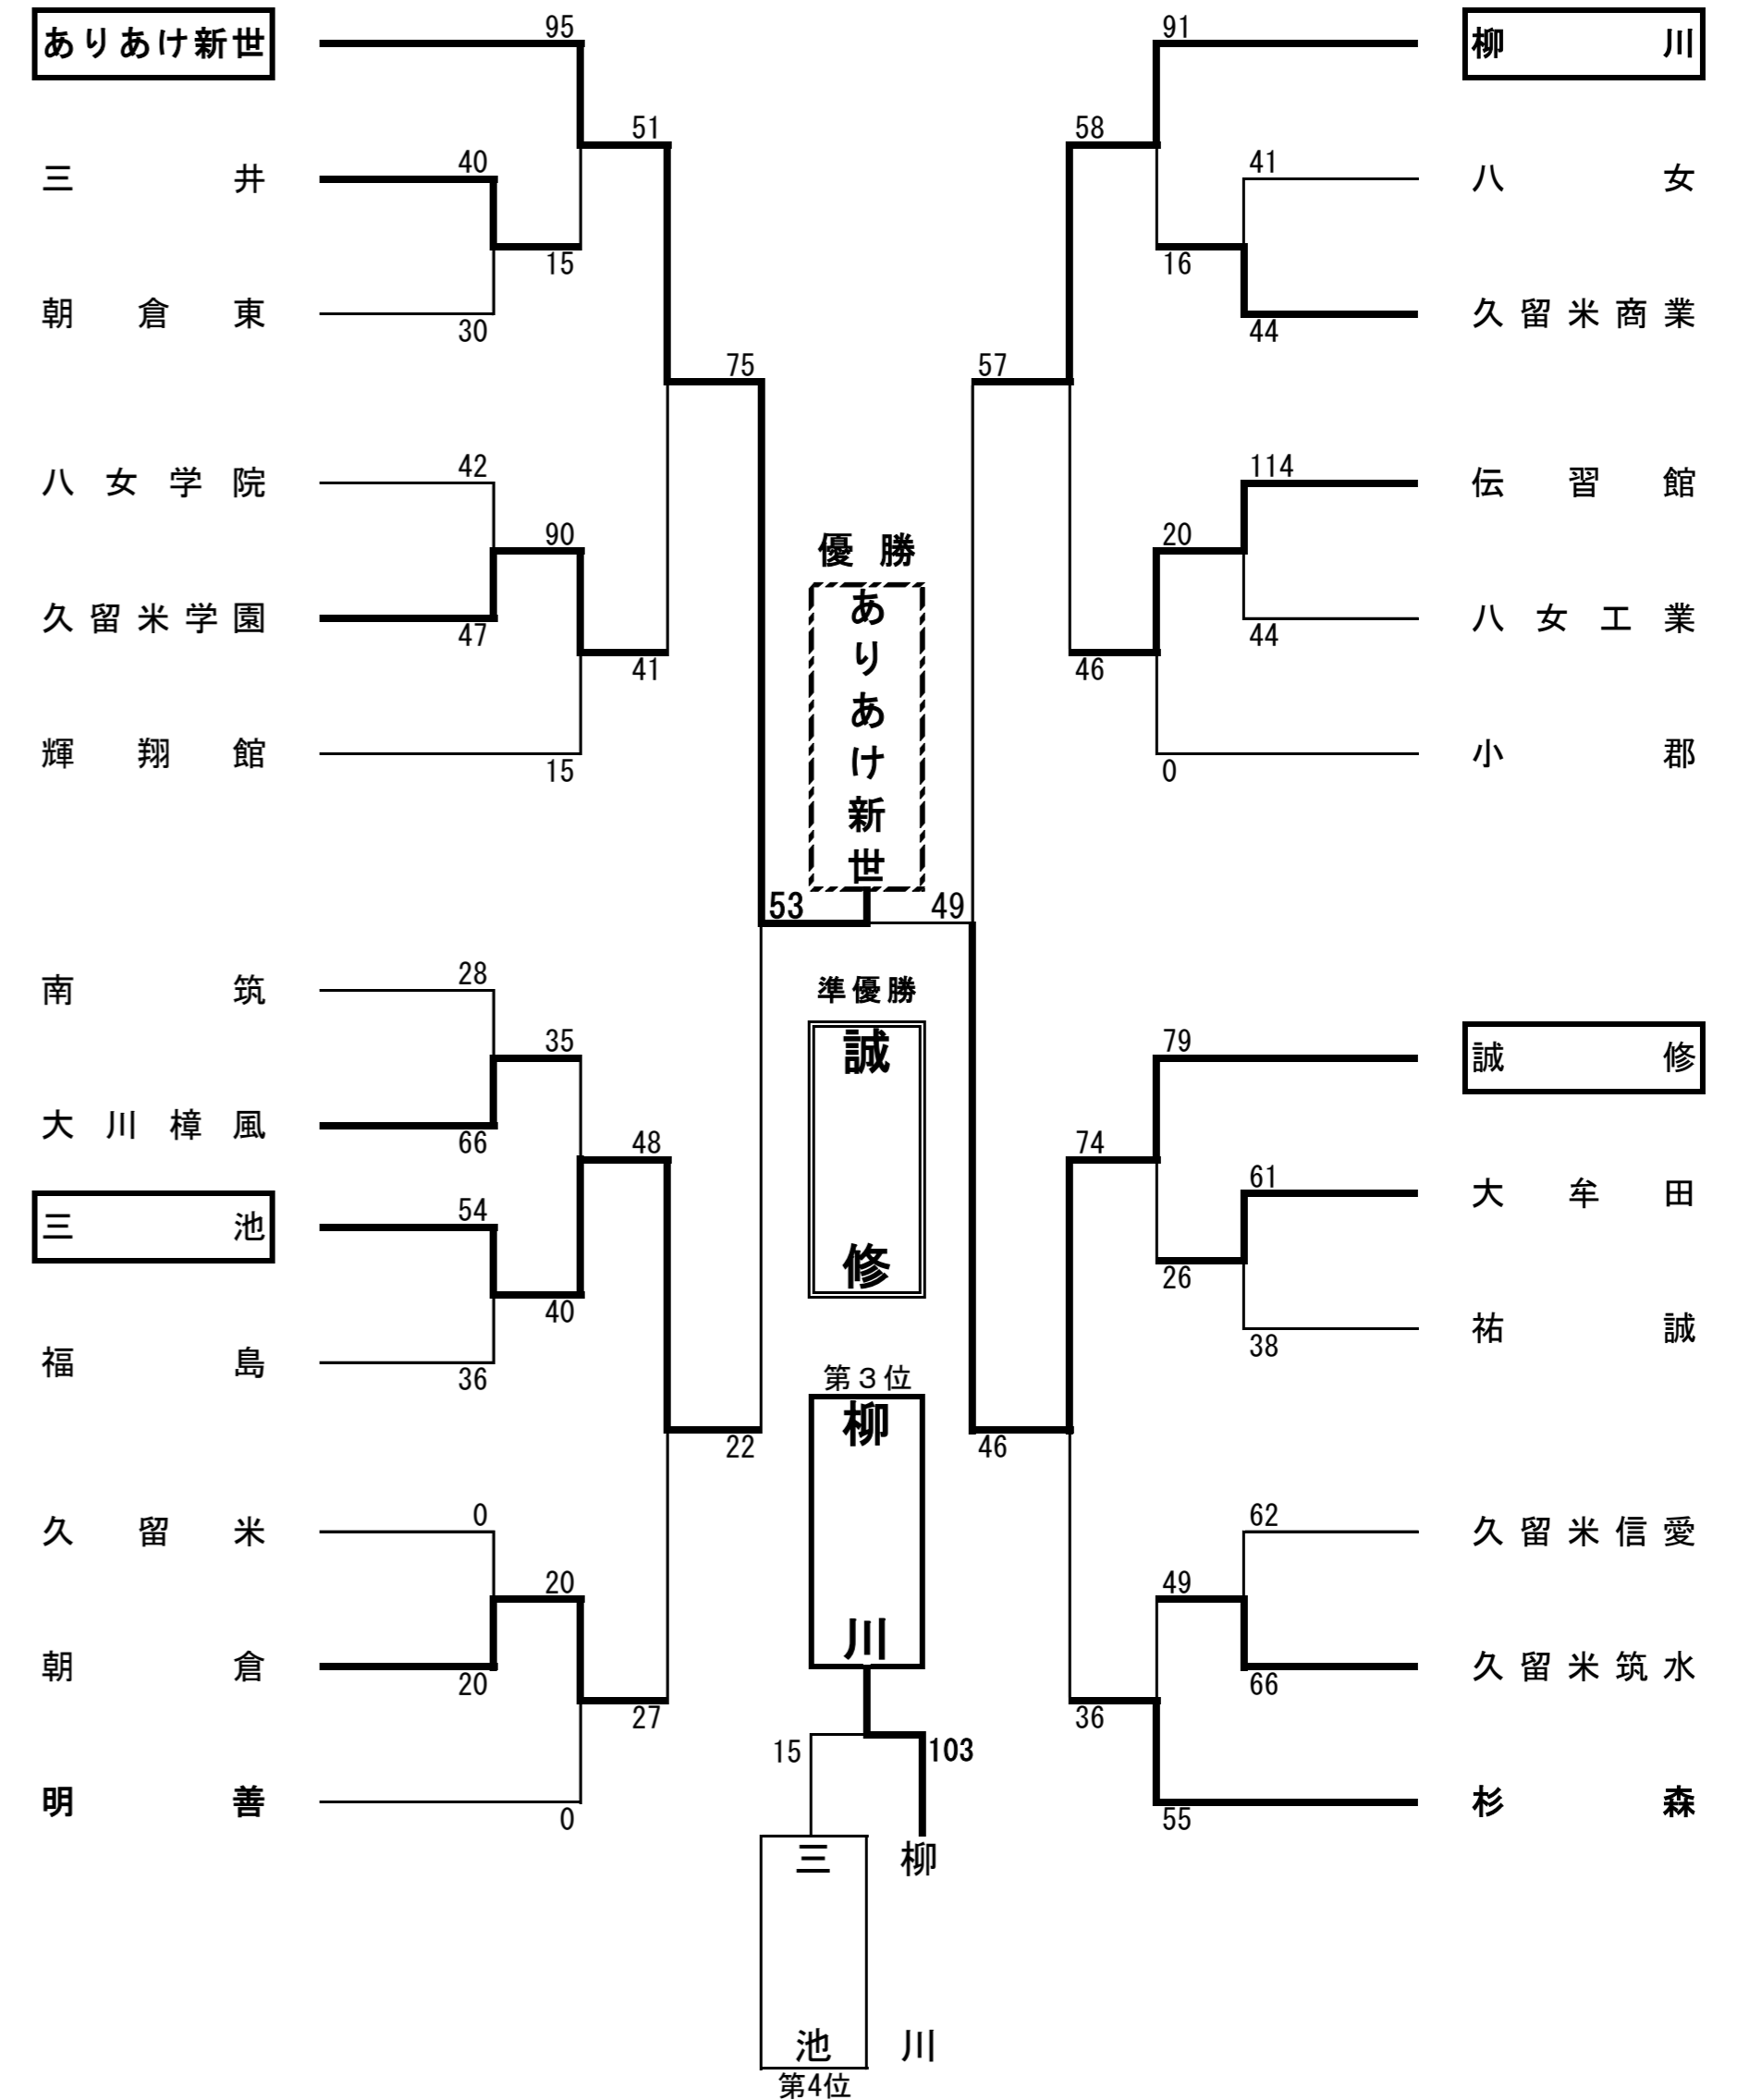 ありあけ新世
95
51
三井
40
15
朝倉東
30
75
八女学院
42
90
久留米学園
47
41
輝翔館
15
南筑
28
35
大川樟風
66
48
三池
54
40
福島
36
22
久留米
0
20
朝倉
20
27
明善
0
優勝
ありあけ新世
53
49
準優勝
誠修
第3位
柳川
15
103
三池
柳川
第4位
91
柳川
58
41
八女
16
44
久留米商業
57
114
伝習館
20
44
八女工業
46
0
小郡
79
誠修
74
61
大牟田
26
38
祐誠
46
62
久留米信愛
49
66
久留米筑水
36
55
杉森